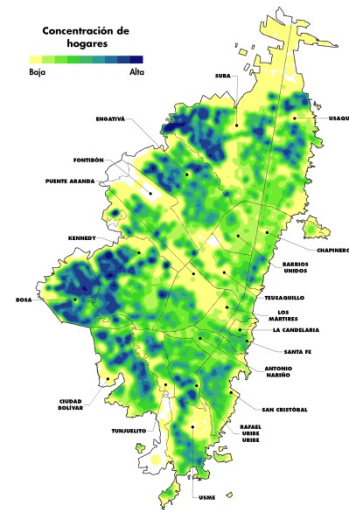 Concentración de
hogares
Baja
Alta
SUBA
USAQU
ENGATIVÁ
FONTIBÓN
PUENTE ARANDA
CHAPINERO
KENNEDY
BARRIOS
UNIDOS
BOSA
TEUSAQUILLO
LOS
MÁRTIRES
LA CANDELARIA
SANTA FE
ANTONIO
NARIÑO
CIUDAD
BOLÍVAR
SAN CRISTÓBAL
TUNJUELITO
RAFAEL
URIBE
URIBE
USME